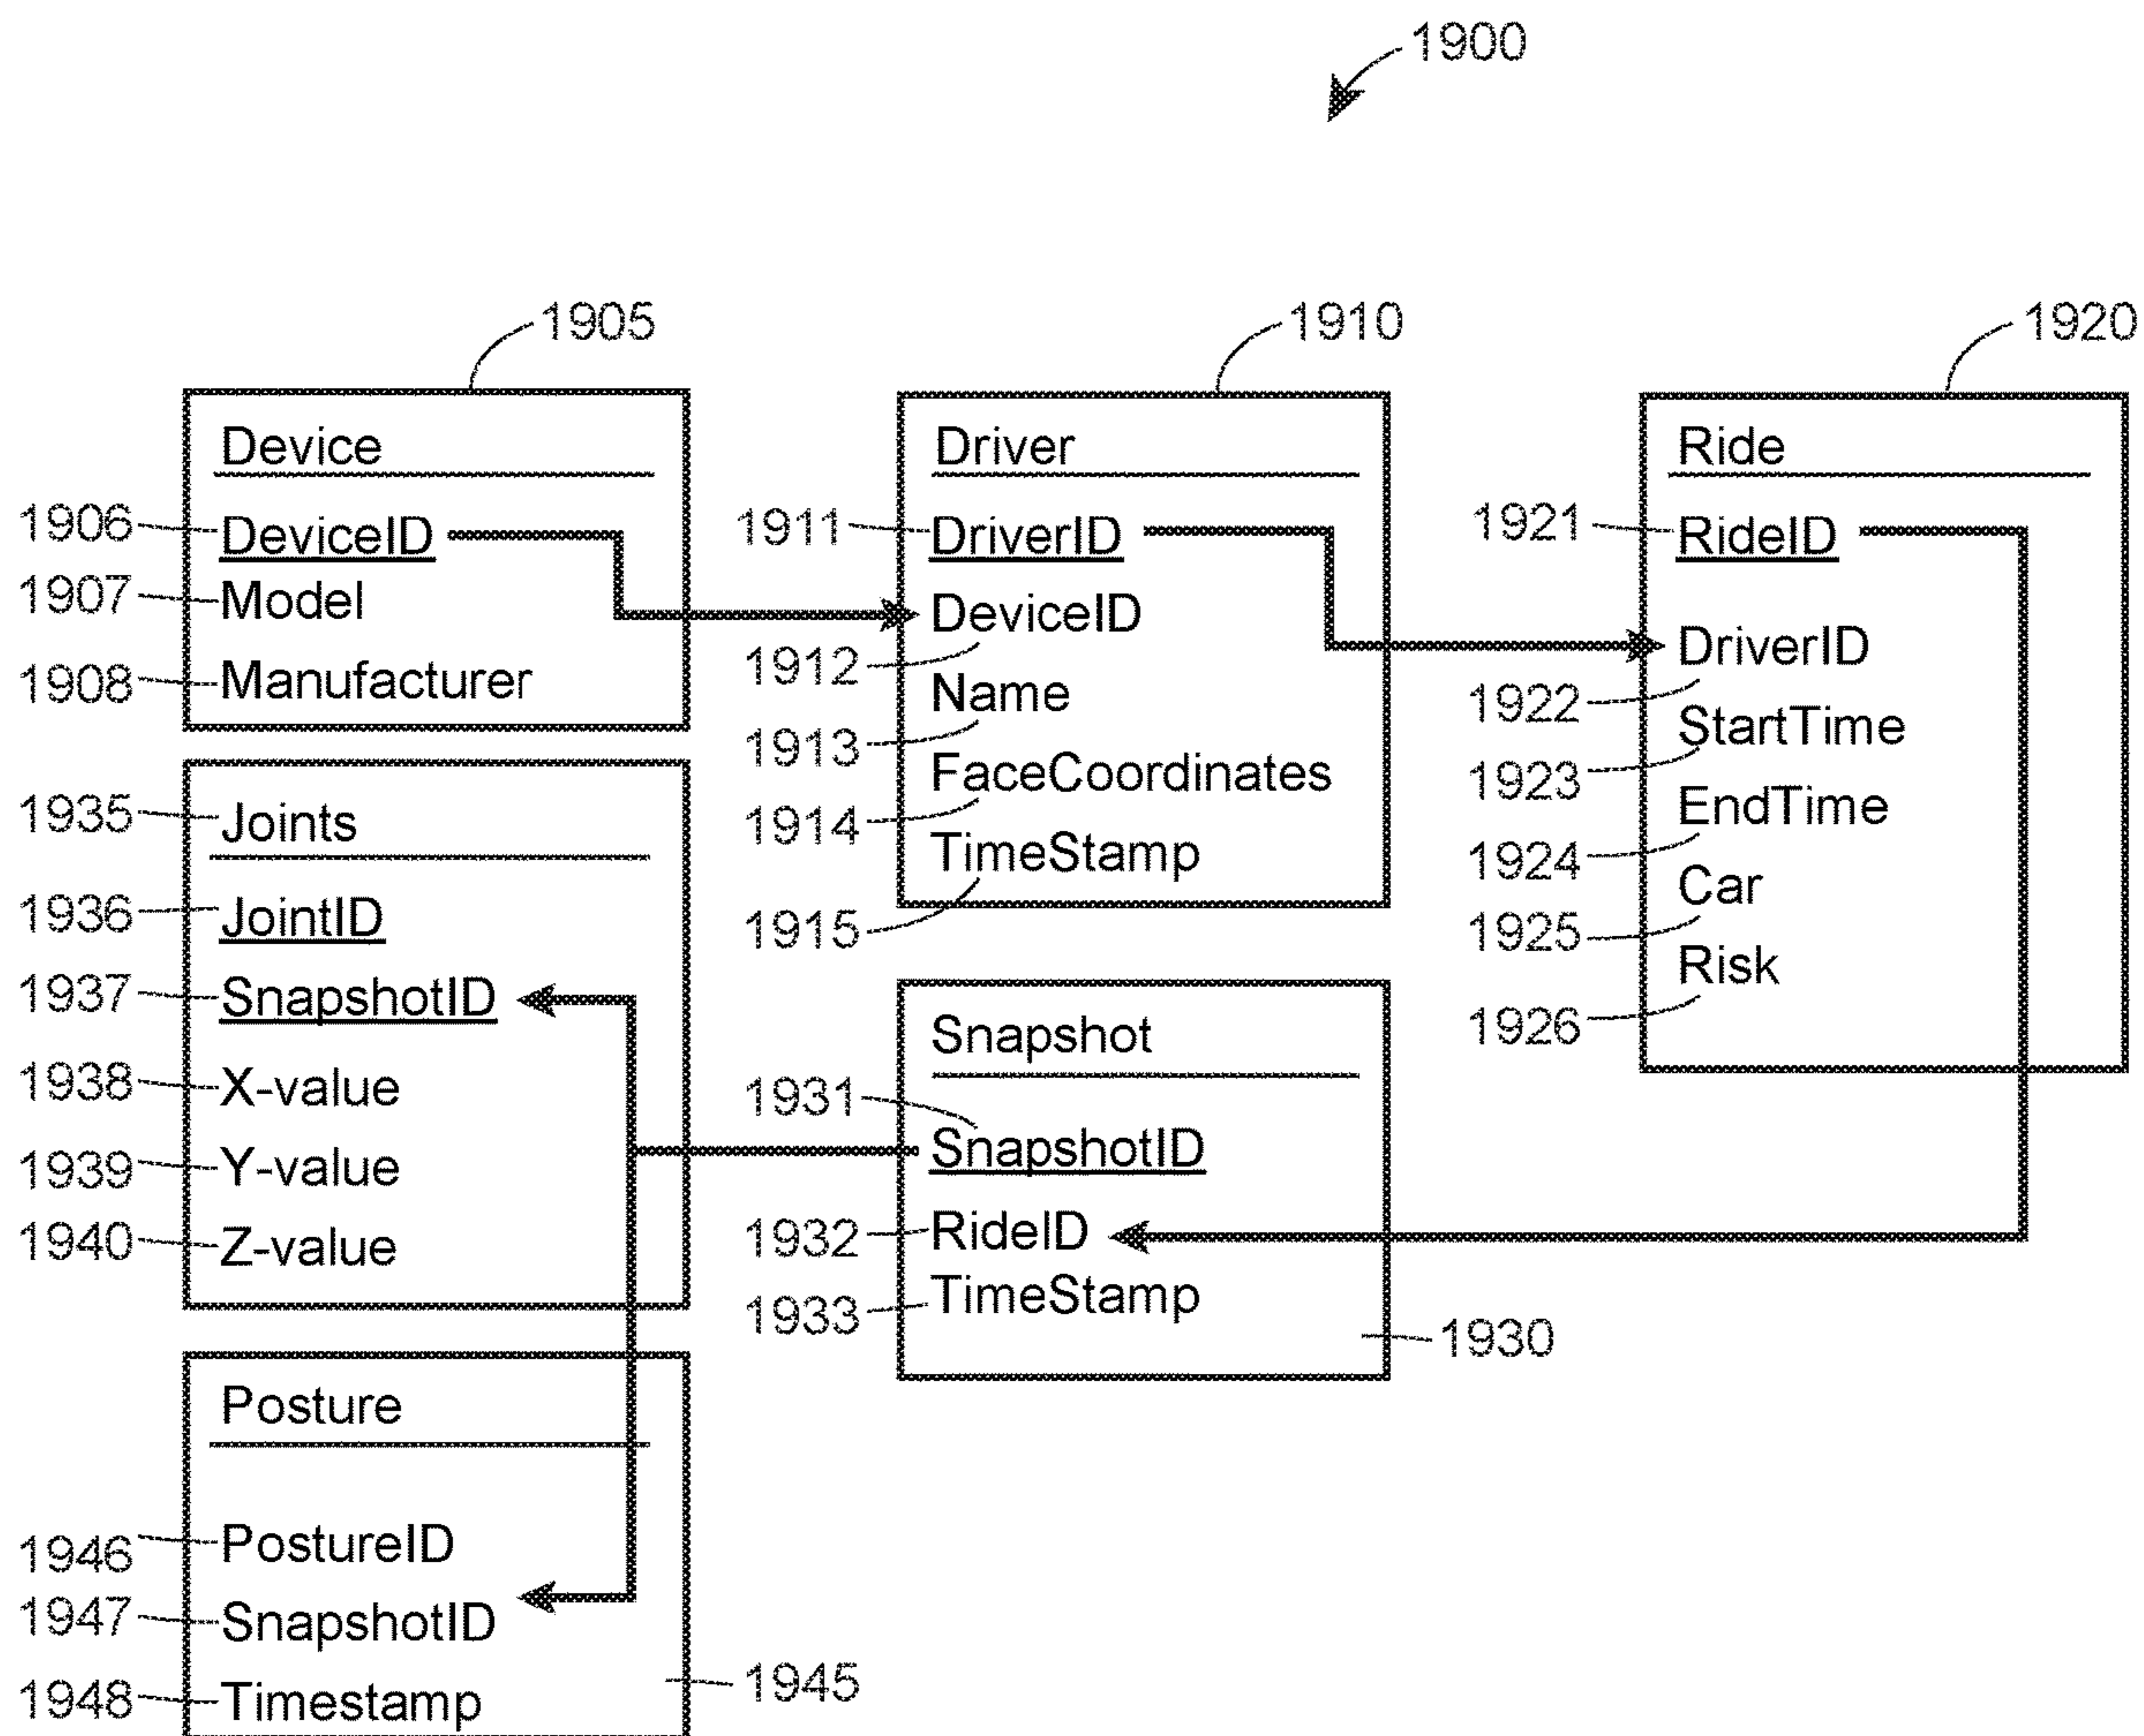 1900
1905
Device
1906 DeviceID
1907 Model
1908 Manufacturer
1910
Driver
1911 DriverID
DeviceID
1912
Name
1913
FaceCoordinates
1914
TimeStamp
1915
1920
Ride
1921 RideID
DriverID
1922
StartTime
1923
EndTime
1924
Car
1925
Risk
1926
1935 Joints
1936 JointID
1937 SnapshotID
1938 X-value
1939 Y-value
1940 Z-value
Snapshot
1931
SnapshotID
1932 RideID
1933 TimeStamp
1930
Posture
1946 PostureID
1947 SnapshotID
1948 Timestamp
1945